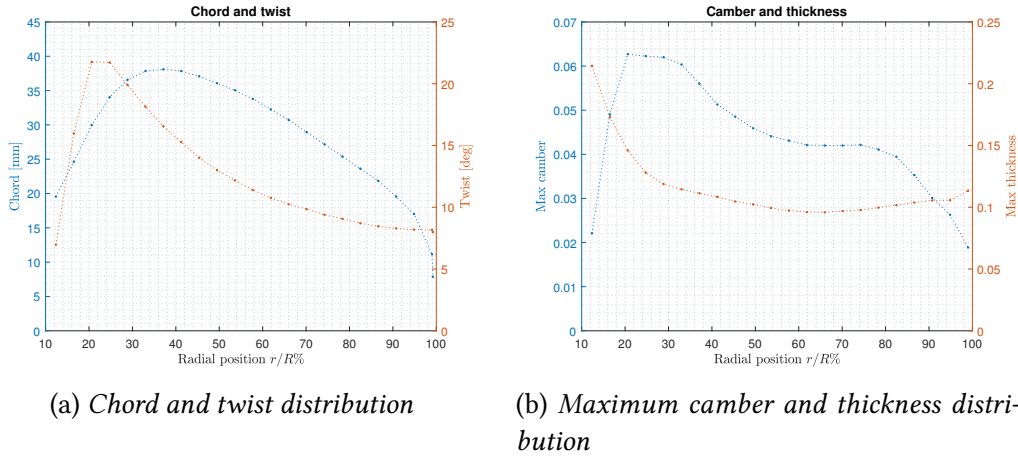 Chord and twist
45
40
35
30
25
20
15
10
5
0
Chord [mm]
25
20
15
10
5
0
Twist [deg]
10 20 30 40 50 60 70 80 90 100
Radial position r/R%
(a) Chord and twist distribution
Camber and thickness
0.07
0.06
0.05
0.04
0.03
0.02
0.01
0
Max camber
0.25
0.2
0.15
0.1
0.05
0
Max thickness
10 20 30 40 50 60 70 80 90 100
Radial position r/R%
(b) Maximum camber and thickness distri-
bution